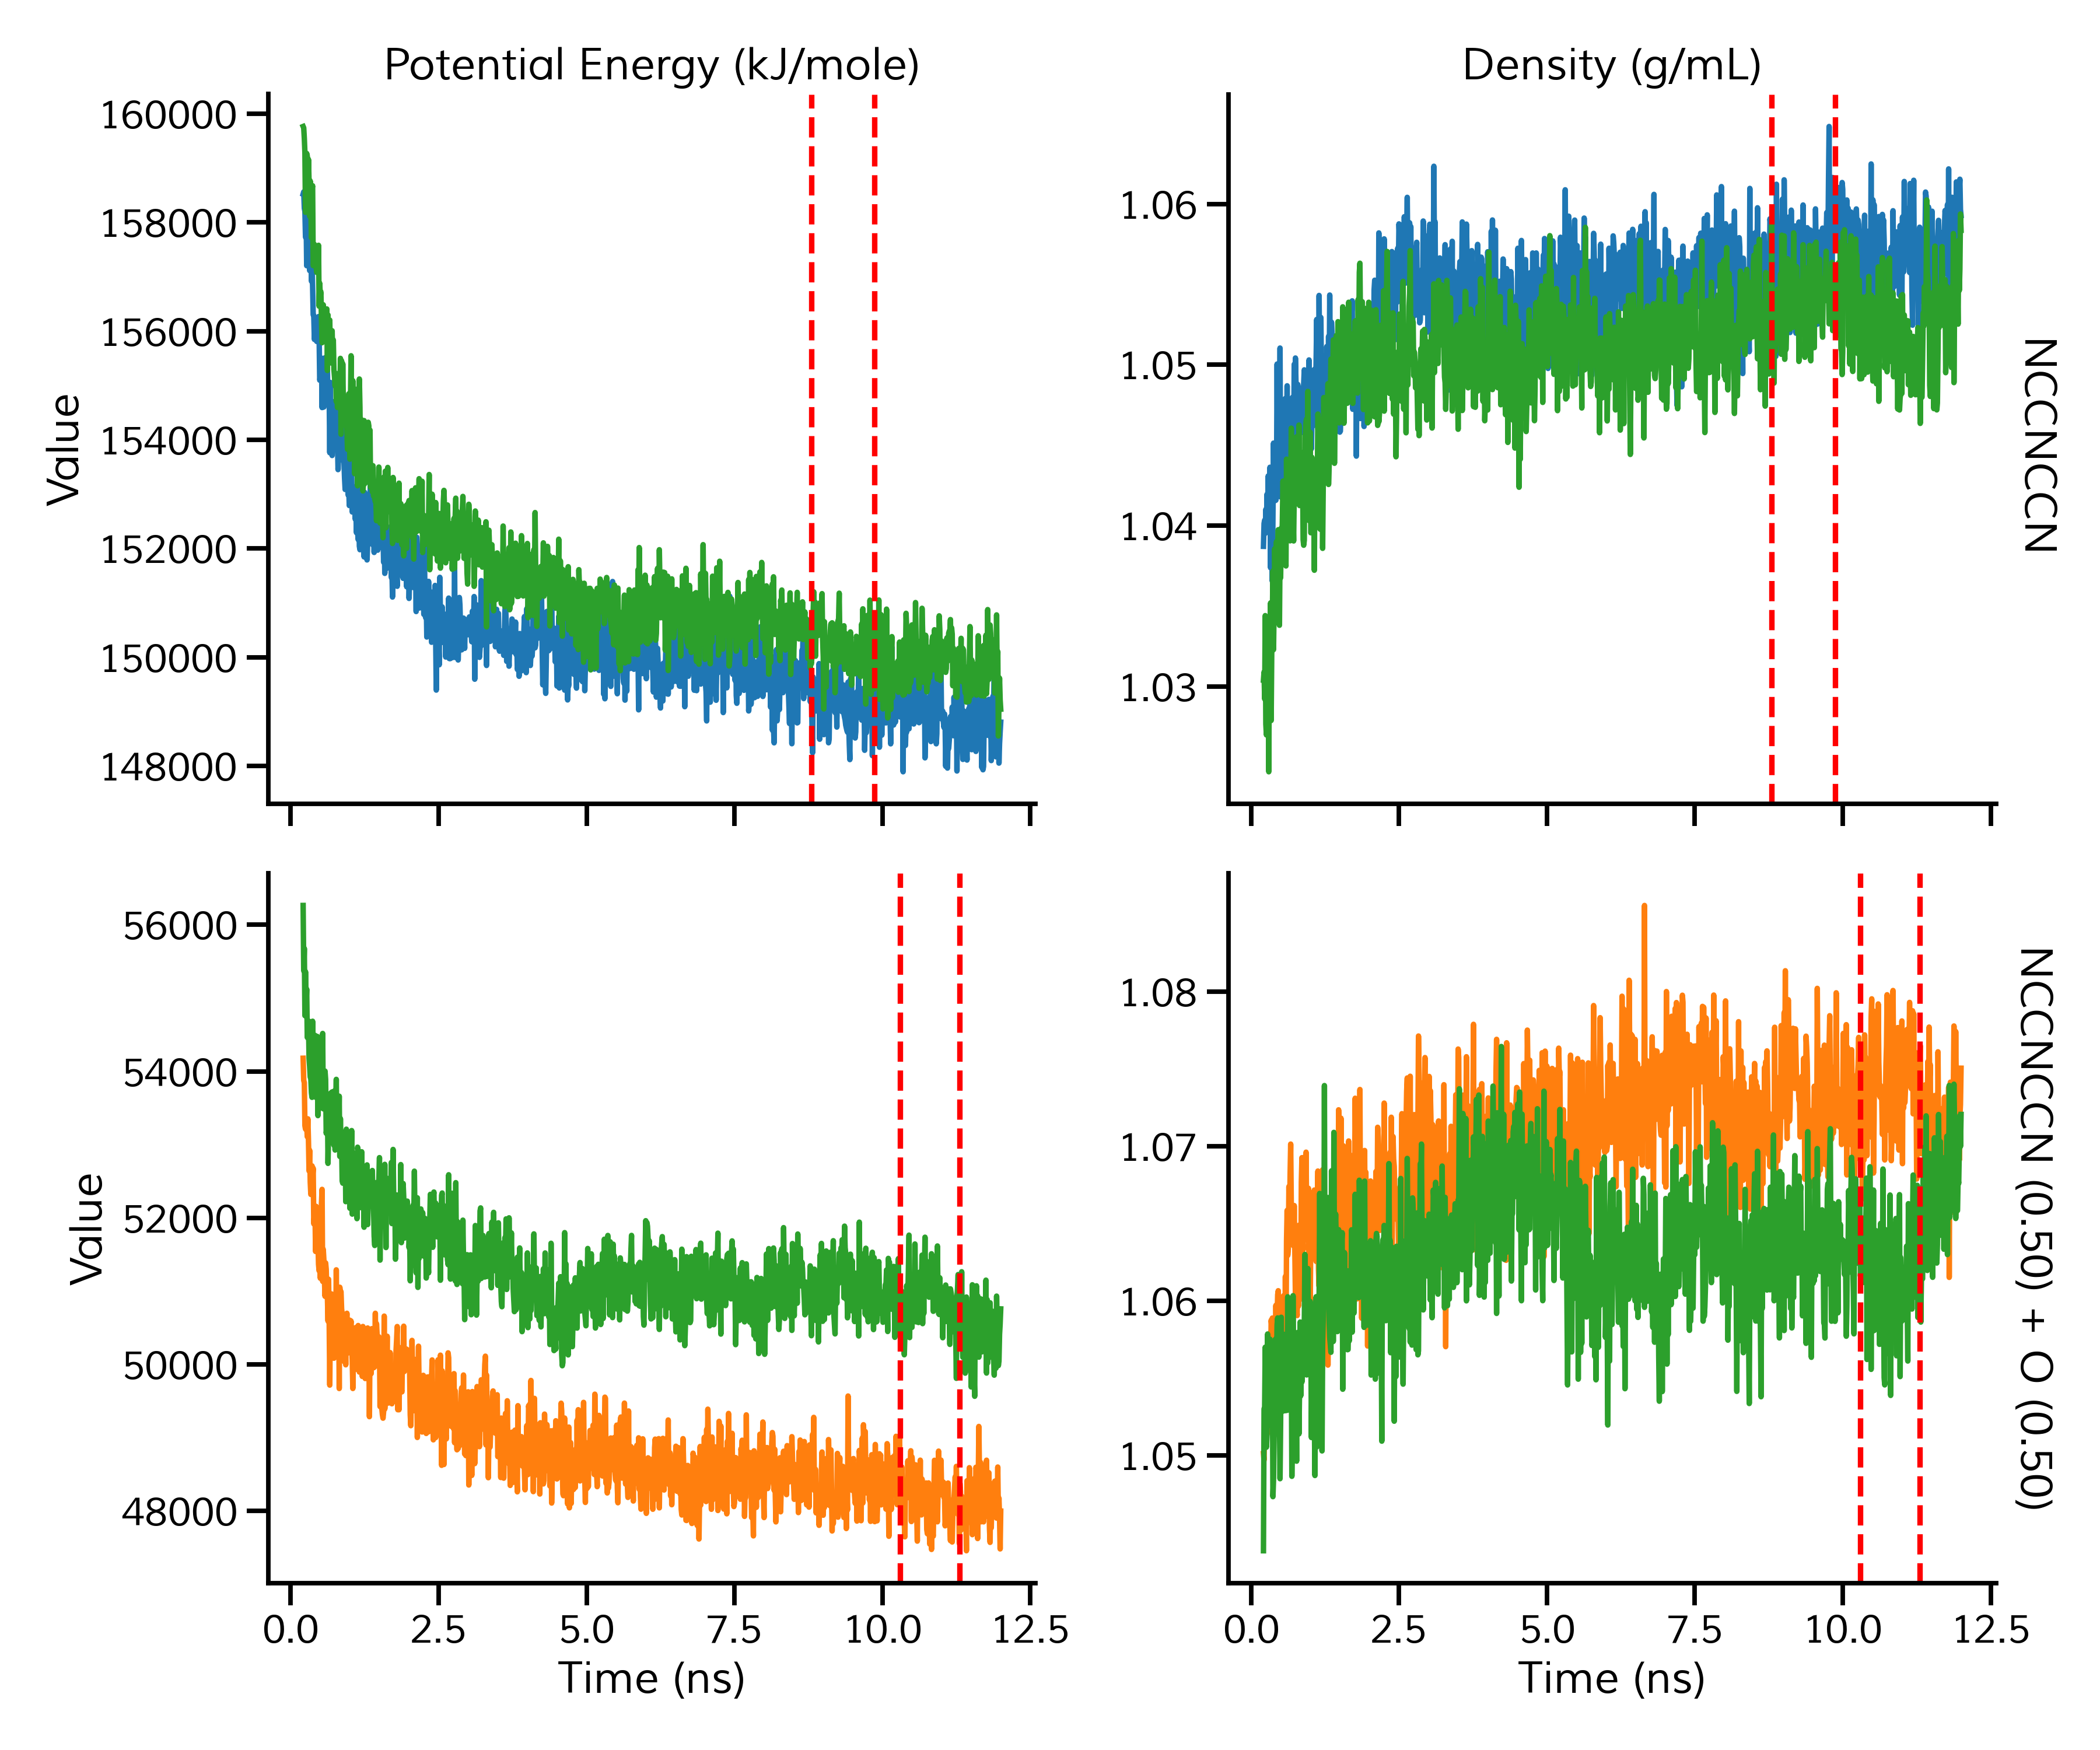 Potential Energy (kJ/mole)
Density (g/mL)
160000
158000
156000
154000
152000
150000
148000
Value
1.06
1.05
1.04
1.03
NCCNCCN
56000
54000
52000
50000
48000
Value
0.0 2.5 5.0 7.5 10.0 12.5
Time (ns)
1.08
1.07
1.06
1.05
0.0 2.5 5.0 7.5 10.0 12.5
Time (ns)
NCCNCCN (0.50) + O (0.50)